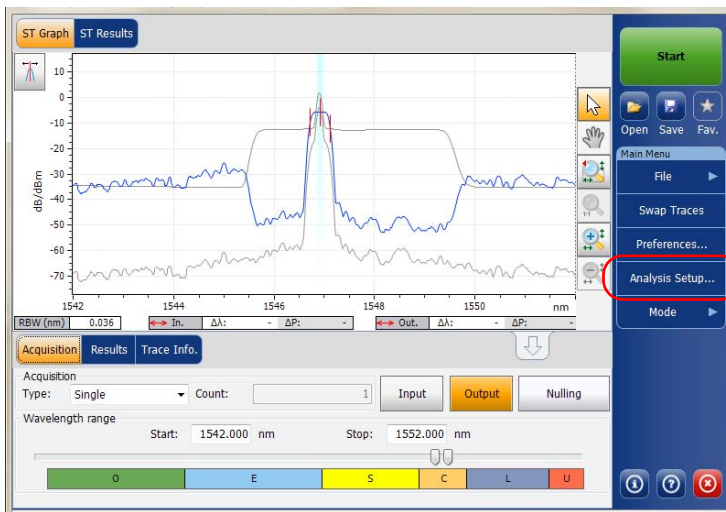 ST Graph ST Results
Start
Open Save Fav.
Main Menu
File
Swap Traces
Preferences...
Analysis Setup...
Mode
10
0
-10
-20
-30
-40
-50
-60
-70
dB/dBm
1:1
1542 1544 1546 1548 1550 nm
RBW (nm) 0.036 In. Δλ: - ΔP: - Out. Δλ: - ΔP: -
Acquisition Results Trace Info.
Acquisition
Type: Single Count: 1 Input Output Nulling
Wavelength range
Start: 1542.000 nm Stop: 1552.000 nm
O E S C L U